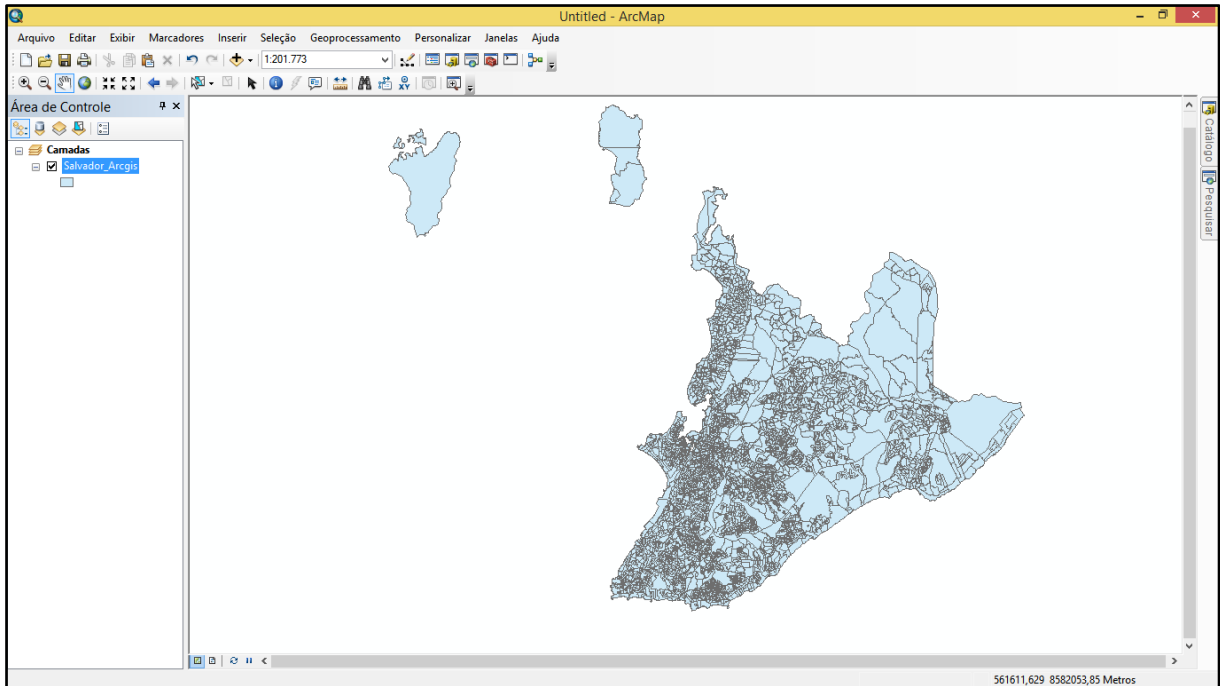 Untitled - ArcMap
Arquivo Editar Exibir Marcadores Inserir Seleção Geoprocessamento Personalizar Janelas Ajuda
1:201.773
Área de Controle
Camadas
Salvador_Arcgis
Catálogo
Pesquisar
561611,629 8582053,85 Metros